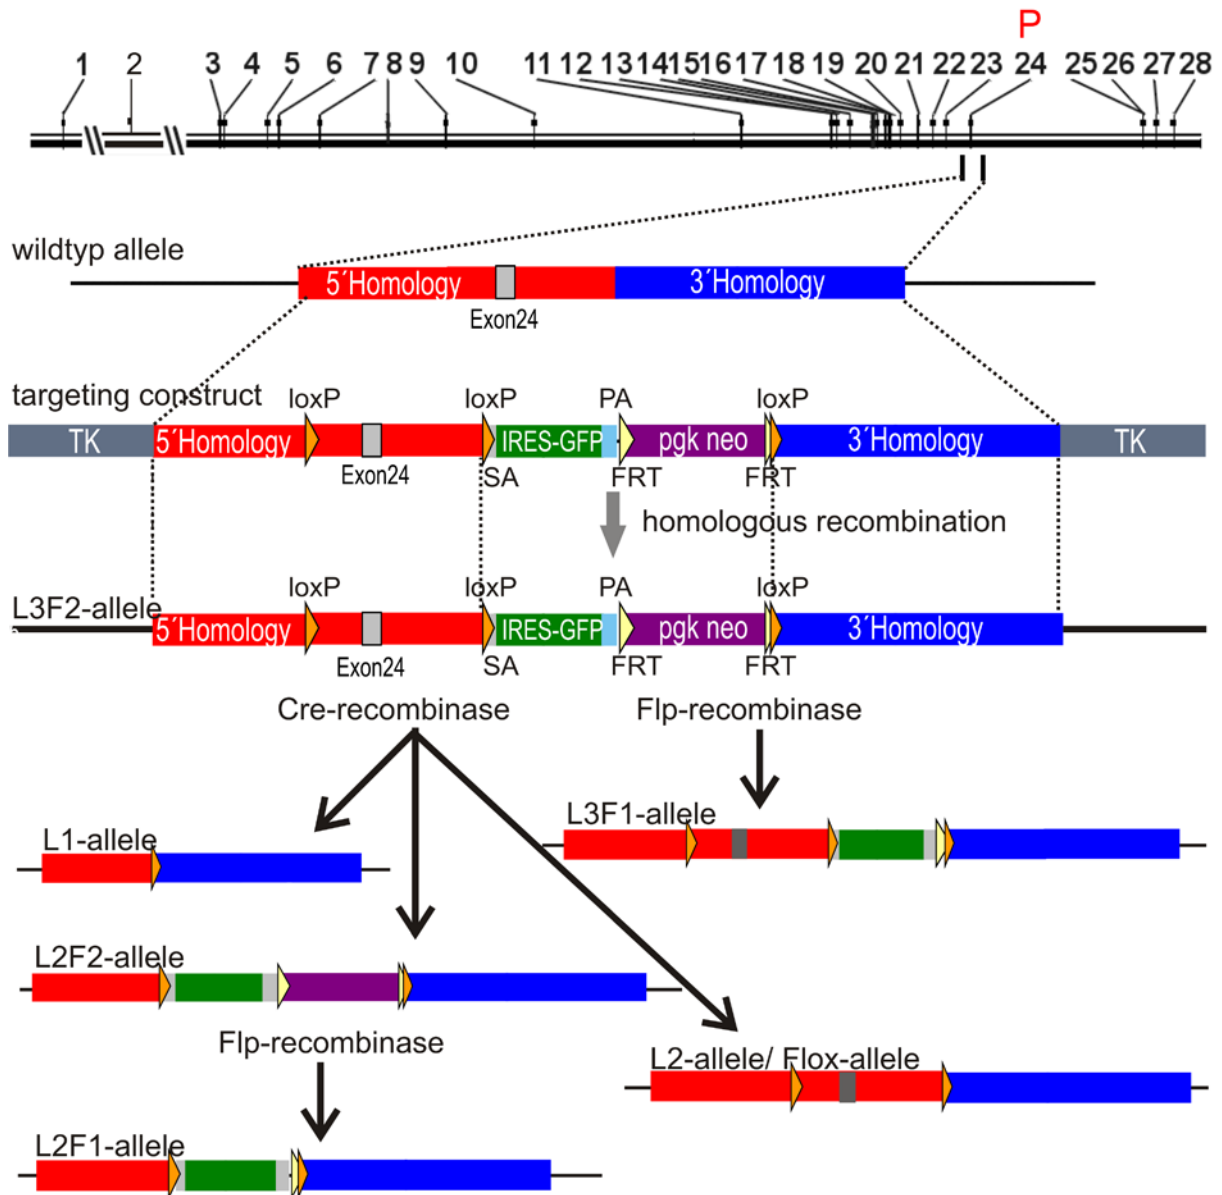 P
1 2 3 4 5 6 7 8 9 10 11 12 13 14 15 16 17 18 19 20 21 22 23 24 25 26 27 28
wildtyp allele
5´Homology 3´Homology
Exon24
targeting construct loxP loxP PA loxP
TK 5´Homology IRES-GFP pgk neo 3´Homology TK
Exon24 SA FRT FRT
homologous recombination
L3F2-allele loxP loxP PA loxP
5´Homology IRES-GFP pgk neo 3´Homology
Exon24 SA FRT FRT
Cre-recombinase Flp-recombinase
L3F1-allele
L1-allele
L2F2-allele
Flp-recombinase
L2-allele/ Flox-allele
L2F1-allele